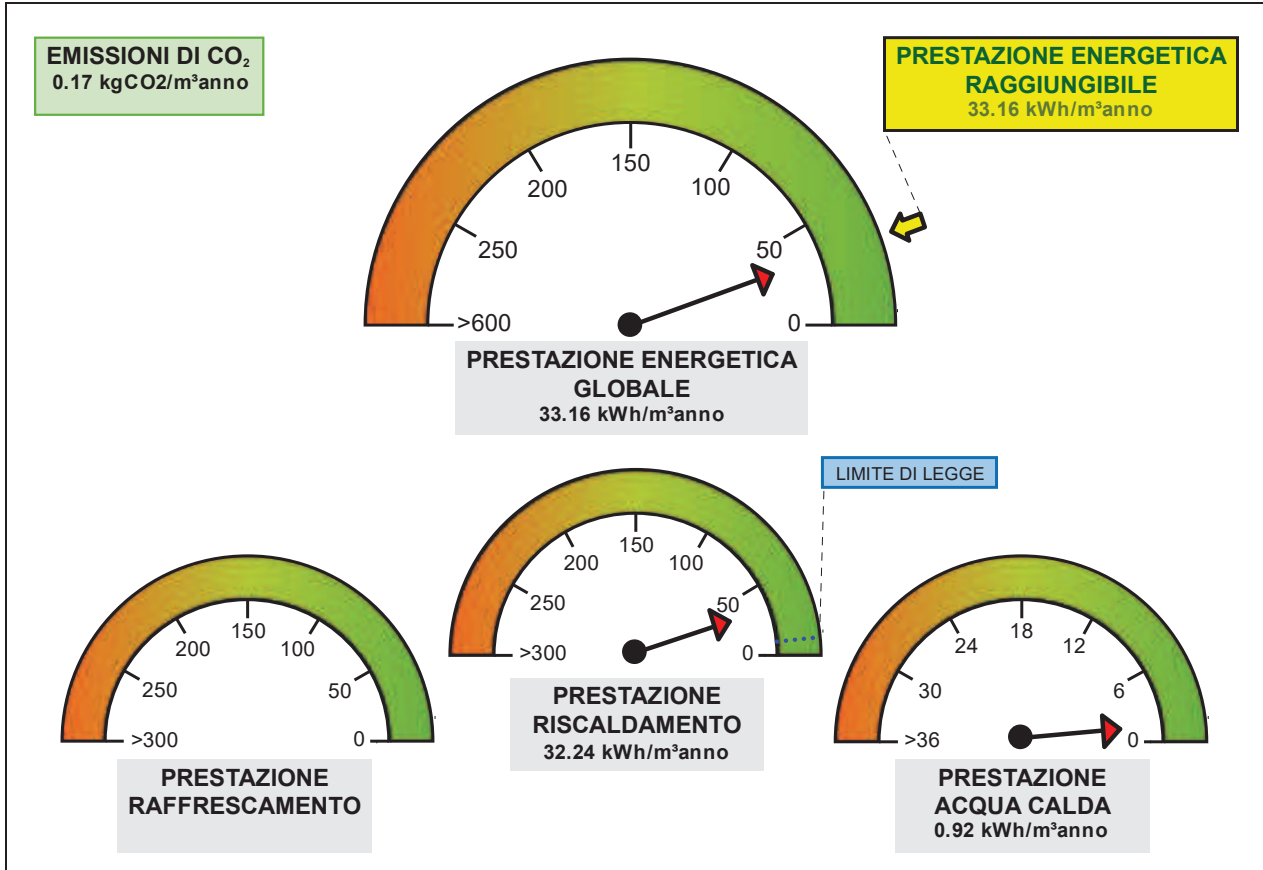 EMISSIONI DI CO₂
0.17 kgCO2/m³anno
PRESTAZIONE ENERGETICA
RAGGIUNGIBILE
33.16 kWh/m³anno
150
200
100
250
50
>600
0
PRESTAZIONE ENERGETICA
GLOBALE
33.16 kWh/m³anno
LIMITE DI LEGGE
150
200
100
250
50
>300
0
PRESTAZIONE
RISCALDAMENTO
32.24 kWh/m³anno
150
200
100
250
50
>300
0
PRESTAZIONE
RAFFRESCAMENTO
18
24
12
30
6
>36
0
PRESTAZIONE
ACQUA CALDA
0.92 kWh/m³anno